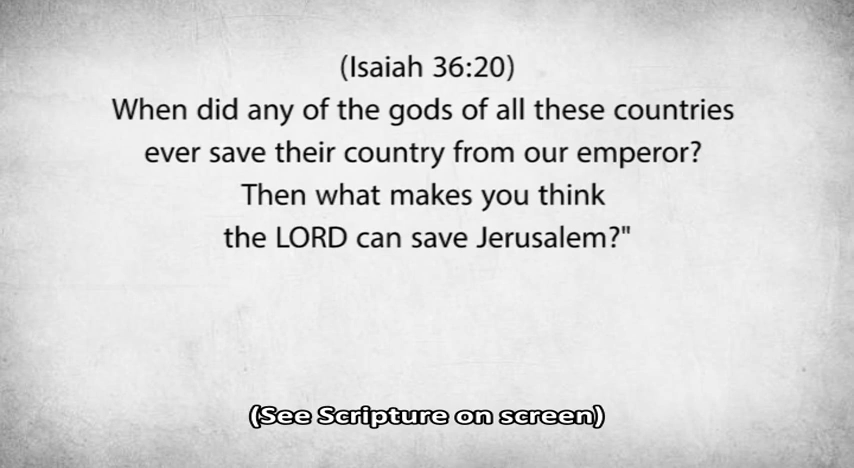 (Isaiah 36:20)
When did any of the gods of all these countries
ever save their country from our emperor?
Then what makes you think
the LORD can save Jerusalem?"
(See Scripture on screen)